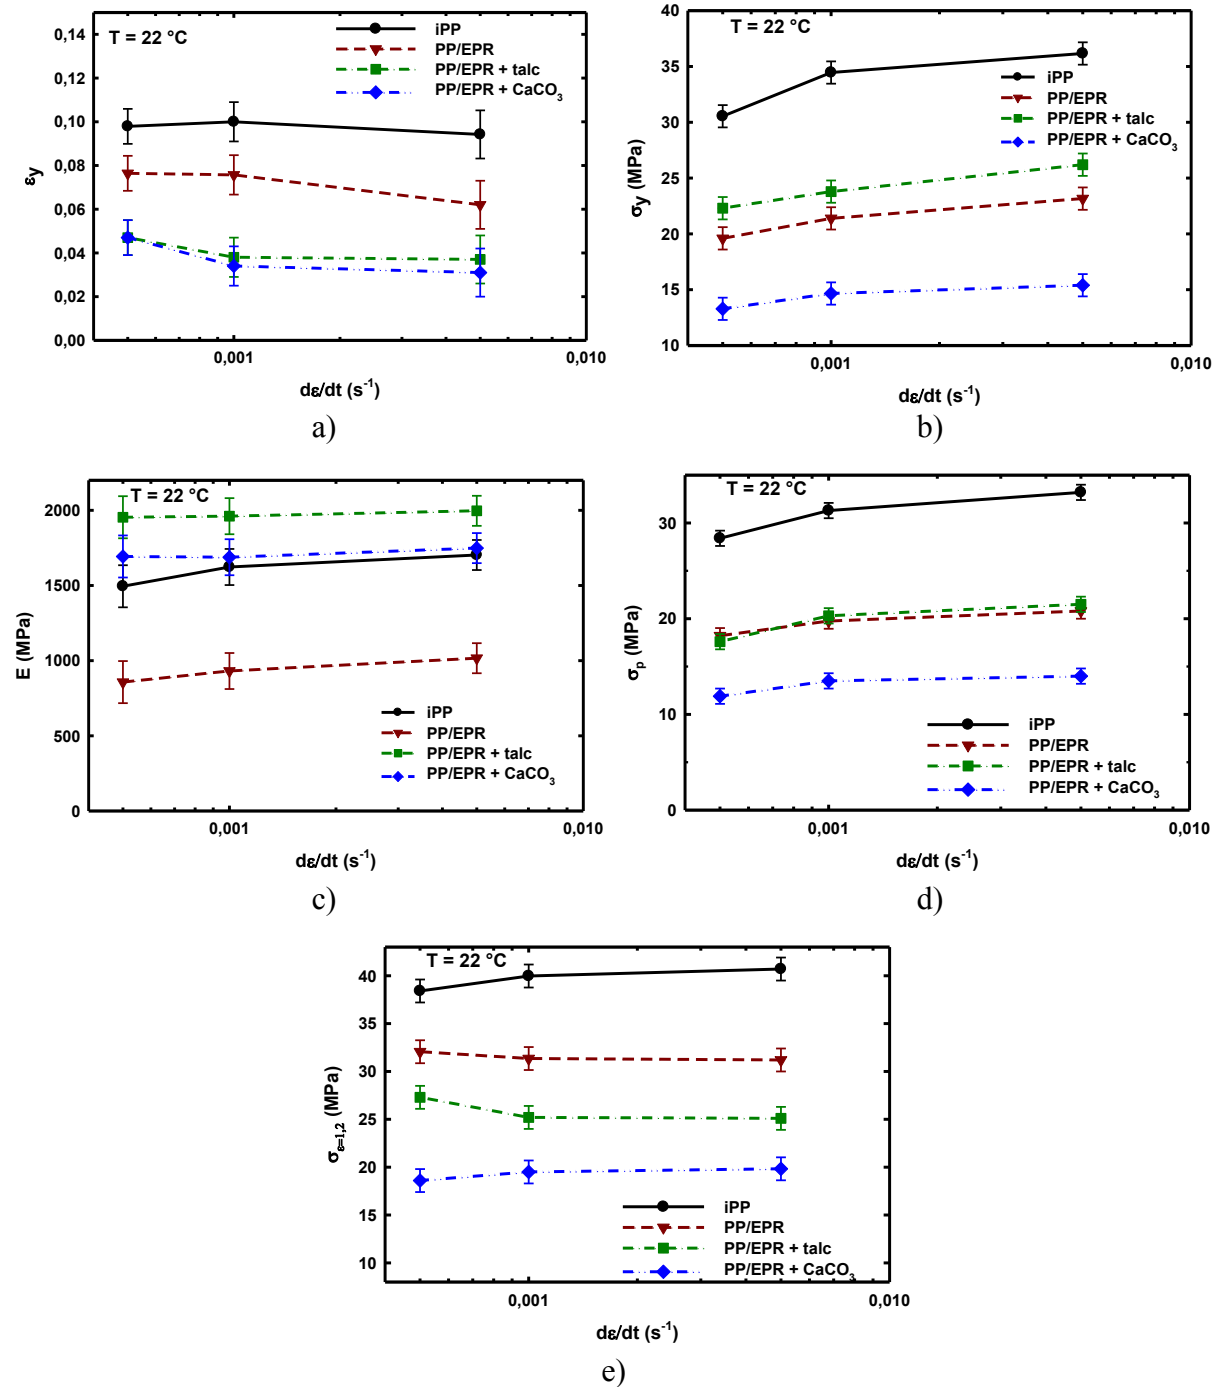 T = 22 °C
iPP
PP/EPR
PP/EPR + talc
PP/EPR + CaCO3
0,14
0,12
0,10
0,08
0,06
0,04
0,02
0,00
εy
0,001
0,010
dε/dt (s-1)
a)
T = 22 °C
iPP
PP/EPR
PP/EPR + talc
PP/EPR + CaCO3
40
35
30
25
20
15
10
σy (MPa)
0,001
0,010
dε/dt (s-1)
b)
T = 22 °C
2000
1500
1000
500
0
E (MPa)
iPP
PP/EPR
PP/EPR + talc
PP/EPR + CaCO3
0,001
0,010
dε/dt (s-1)
c)
T = 22 °C
30
20
10
0
σp (MPa)
iPP
PP/EPR
PP/EPR + talc
PP/EPR + CaCO3
0,001
0,010
dε/dt (s-1)
d)
T = 22 °C
40
35
30
25
20
15
10
σε=1,2 (MPa)
iPP
PP/EPR
PP/EPR + talc
PP/EPR + CaCO3
0,001
0,010
dε/dt (s-1)
e)